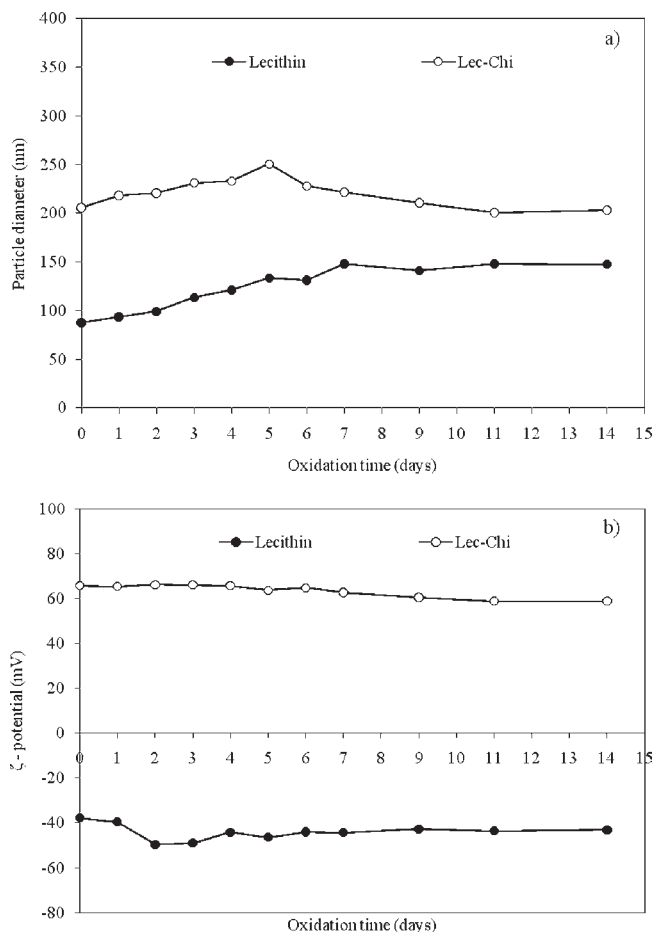 a)
Lecithin Lec-Chi
400
350
300
250
200
150
100
50
0
Particle diameter (nm)
0 1 2 3 4 5 6 7 8 9 10 11 12 13 14 15
Oxidation time (days)
b)
Lecithin Lec-Chi
100
80
60
40
20
0
-20
-40
-60
-80
ζ- potential (mV)
0 1 2 3 4 5 6 7 8 9 10 11 12 13 14 15
Oxidation time (days)